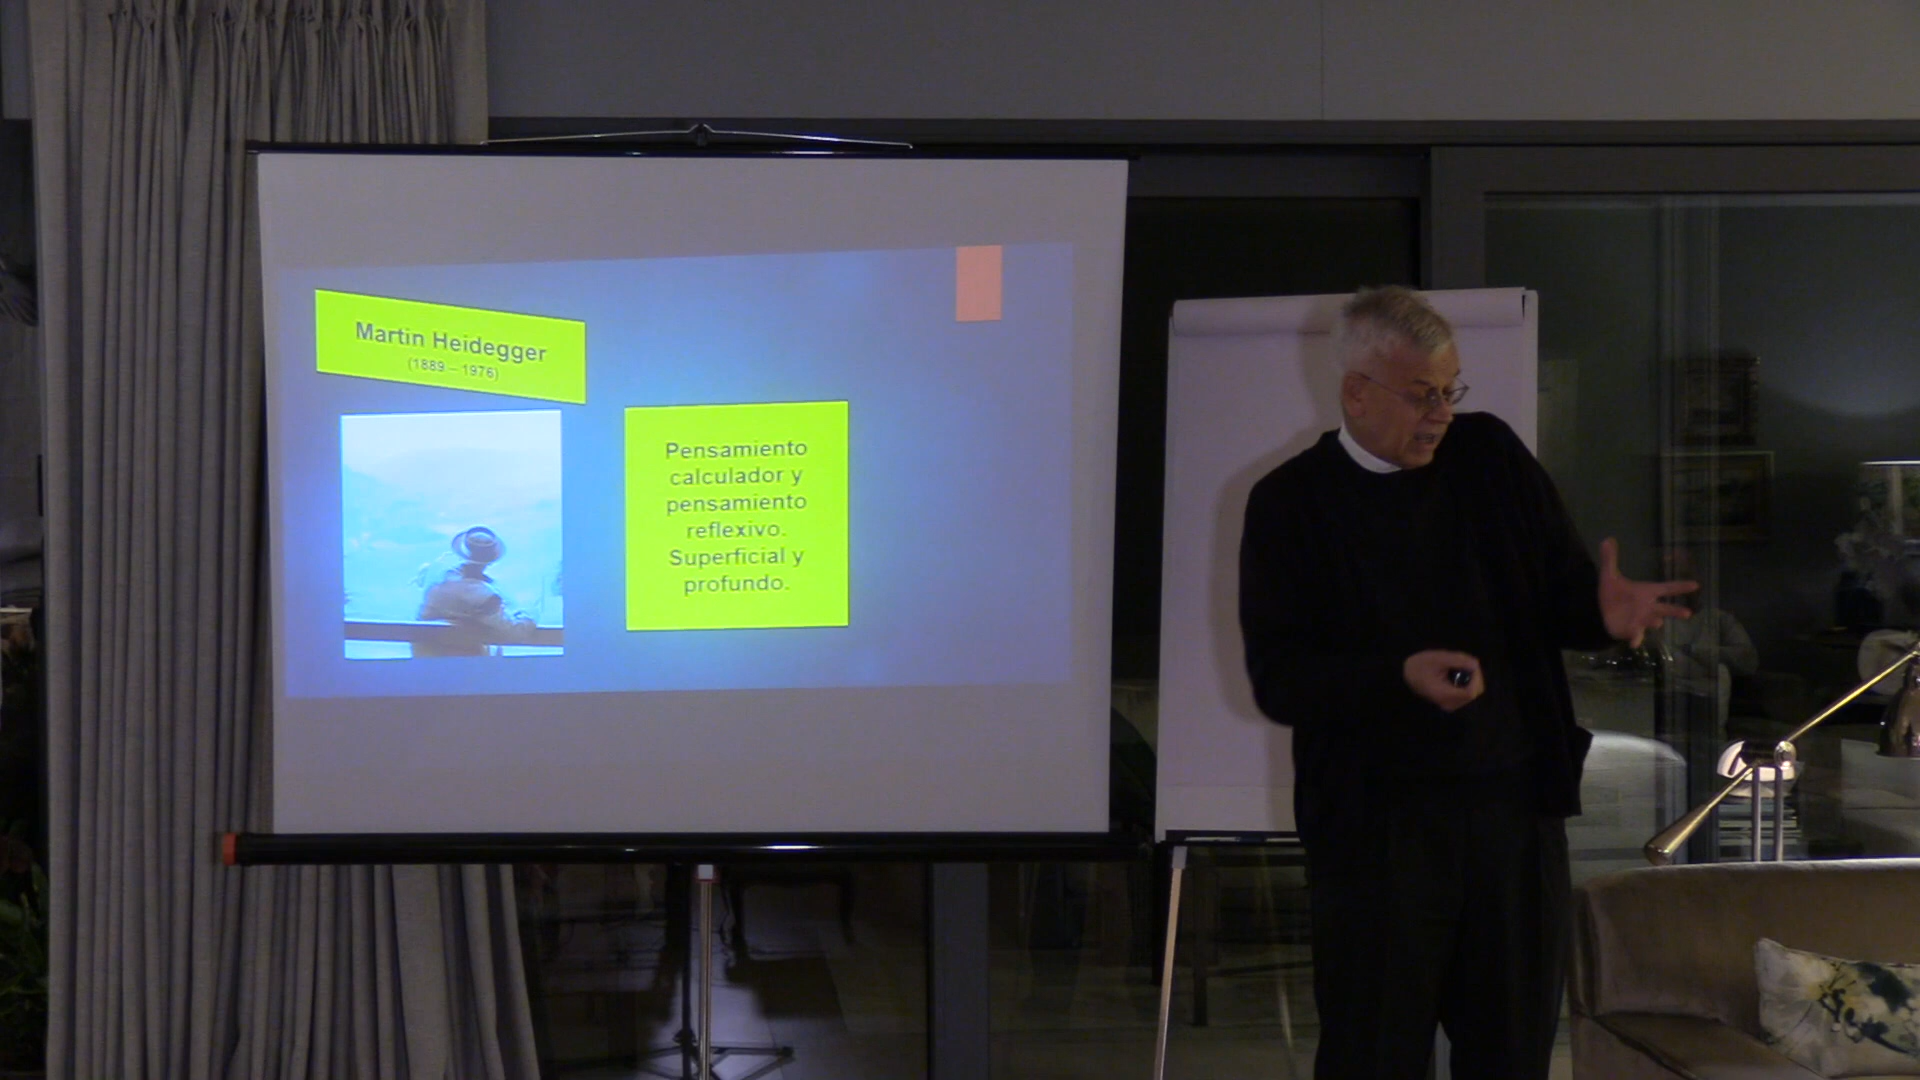 Martin Heidegger
(1889 – 1976)
Pensamiento
calculador y
pensamiento
reflexivo.
Superficial y
profundo.